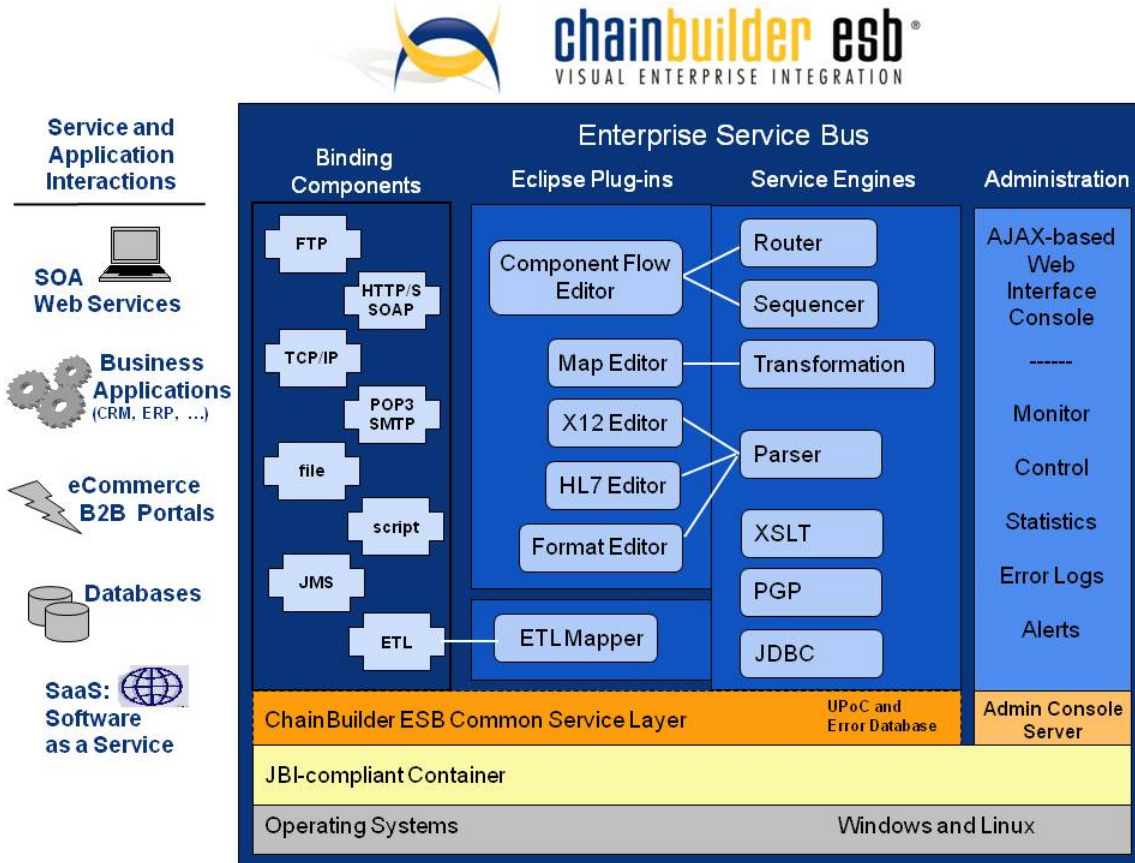 chainbuilder esb®
VISUAL ENTERPRISE INTEGRATION
Service and
Application
Interactions
SOA
Web Services
Business
Applications
(CRM, ERP, ...)
eCommerce
B2B Portals
Databases
SaaS:
Software
as a Service
Enterprise Service Bus
Binding
Components
FTP
HTTP/S
SOAP
TCP/IP
POP3
SMTP
file
script
JMS
ETL
Eclipse Plug-ins
Component Flow
Editor
Map Editor
X12 Editor
HL7 Editor
Format Editor
ETL Mapper
Service Engines
Router
Sequencer
Transformation
Parser
XSLT
PGP
JDBC
Administration
AJAX-based
Web
Interface
Console
------
Monitor
Control
Statistics
Error Logs
Alerts
ChainBuilder ESB Common Service Layer
UPoC and
Error Database
Admin Console
Server
JBI-compliant Container
Operating Systems
Windows and Linux